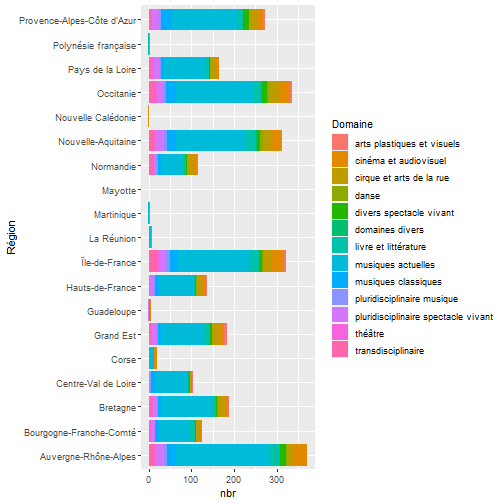 Provence-Alpes-Côte d'Azur
Polynésie française
Pays de la Loire
Occitanie
Nouvelle Calédonie
Nouvelle-Aquitaine
Normandie
Mayotte
Martinique
La Réunion
Île-de-France
Hauts-de-France
Guadeloupe
Grand Est
Corse
Centre-Val de Loire
Bretagne
Bourgogne-Franche-Comté
Auvergne-Rhône-Alpes
Région
0 100 200 300
nbr
Domaine
arts plastiques et visuels
cinéma et audiovisuel
cirque et arts de la rue
danse
divers spectacle vivant
domaines divers
livre et littérature
musiques actuelles
musiques classiques
pluridisciplinaire musique
pluridisciplinaire spectacle vivant
théâtre
transdisciplinaire